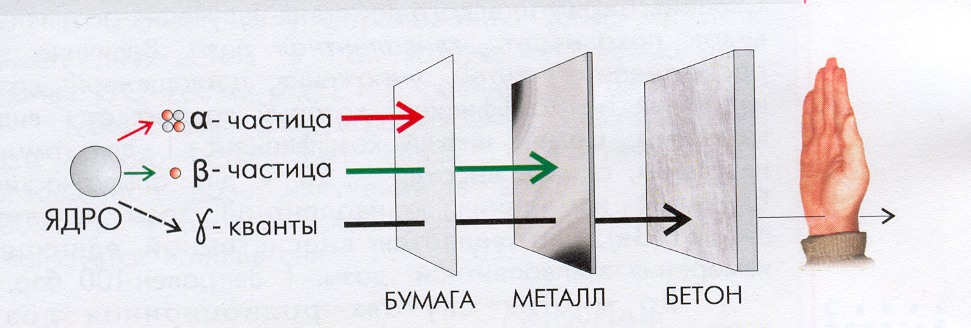 α - частица
β - частица
ЯДРО
γ - кванты
БУМАГА
МЕТАЛЛ
БЕТОН